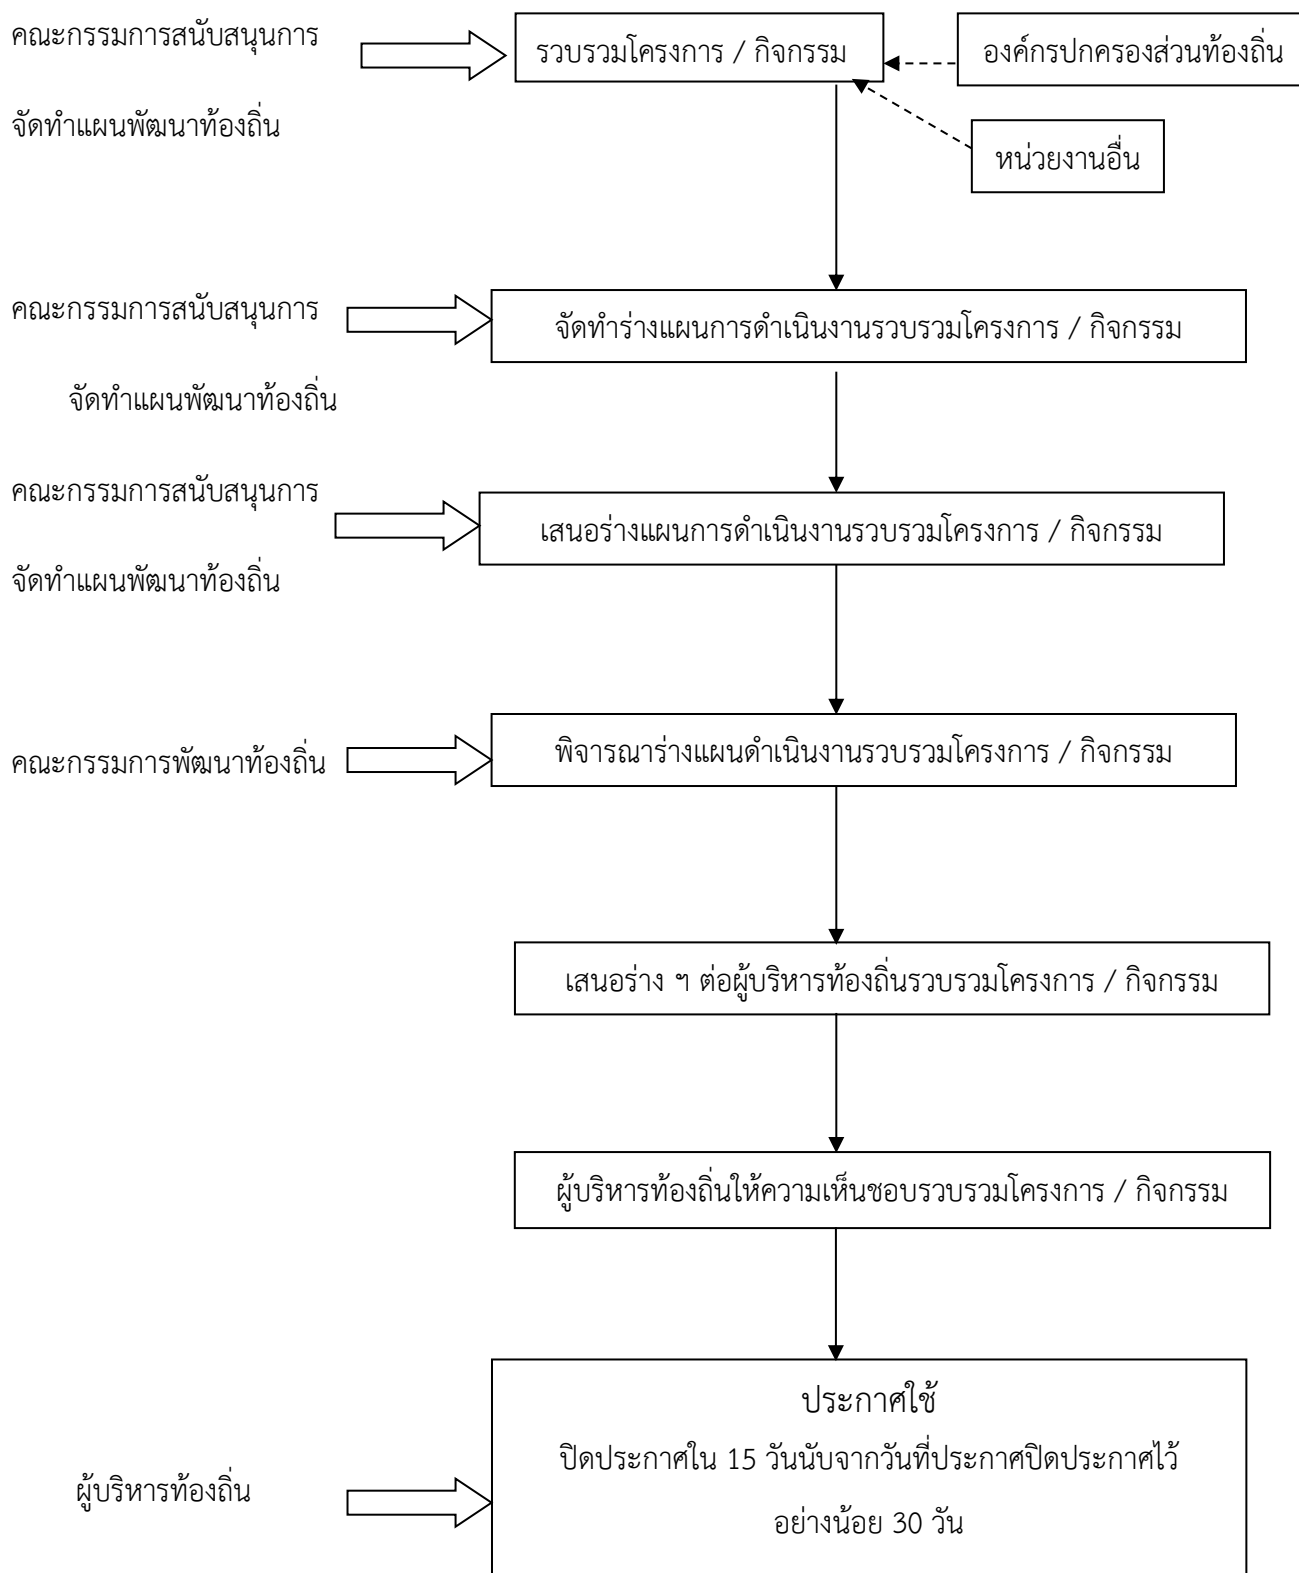 คณะกรรมการสนับสนุนการ
จัดทำแผนพัฒนาท้องถิ่น
รวบรวมโครงการ / กิจกรรม
องค์กรปกครองส่วนท้องถิ่น
หน่วยงานอื่น
คณะกรรมการสนับสนุนการ
จัดทำแผนพัฒนาท้องถิ่น
จัดทำร่างแผนการดำเนินงานรวบรวมโครงการ / กิจกรรม
คณะกรรมการสนับสนุนการ
จัดทำแผนพัฒนาท้องถิ่น
เสนอร่างแผนการดำเนินงานรวบรวมโครงการ / กิจกรรม
คณะกรรมการพัฒนาท้องถิ่น
พิจารณาร่างแผนดำเนินงานรวบรวมโครงการ / กิจกรรม
เสนอร่าง ฯ ต่อผู้บริหารท้องถิ่นรวบรวมโครงการ / กิจกรรม
ผู้บริหารท้องถิ่นให้ความเห็นชอบรวบรวมโครงการ / กิจกรรม
ผู้บริหารท้องถิ่น
ประกาศใช้
ปิดประกาศใน 15 วันนับจากวันที่ประกาศปิดประกาศไว้
อย่างน้อย 30 วัน